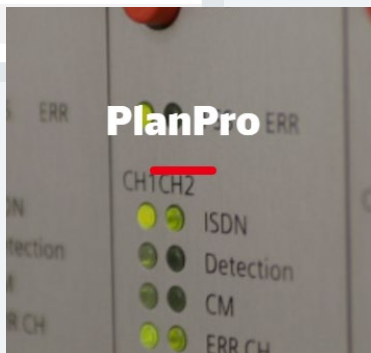 ERR
PlanPro
ERR
CH1CH2
ISDN
Detection
CM
ERR CH